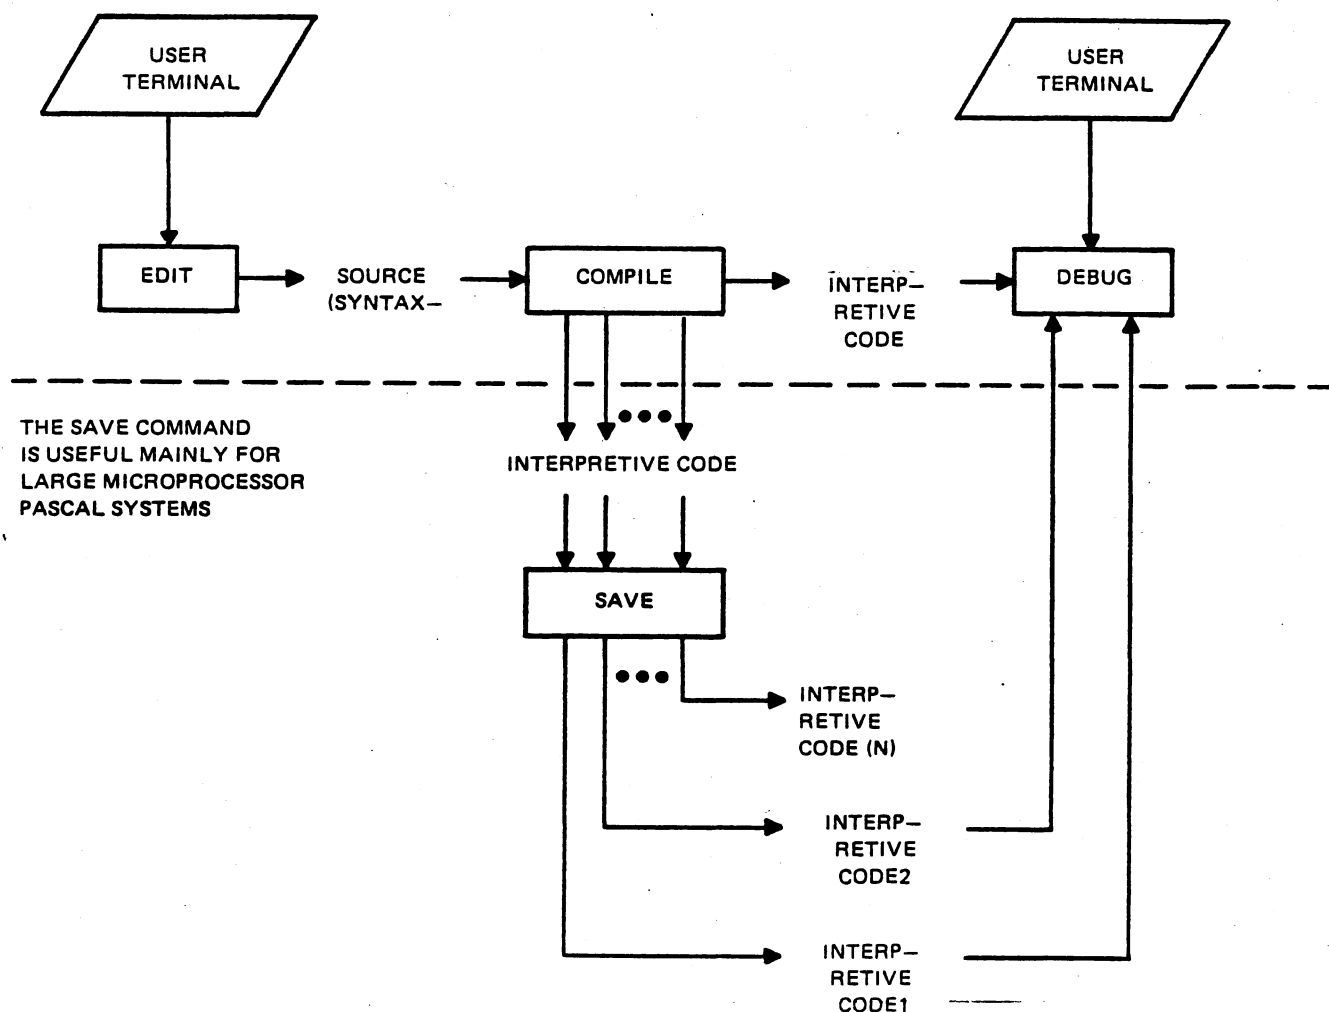 USER
TERMINAL
USER
TERMINAL
EDIT
SOURCE
(SYNTAX—
COMPILE
INTERP—
RETIVE
CODE
DEBUG
THE SAVE COMMAND
IS USEFUL MAINLY FOR
LARGE MICROPROCESSOR
PASCAL SYSTEMS
INTERPRETIVE CODE
SAVE
INTERP—
RETIVE
CODE (N)
INTERP—
RETIVE
CODE2
INTERP—
RETIVE
CODE1